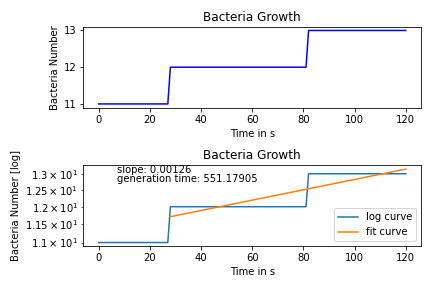 Bacteria Growth
Bacteria Number
13
12
11
0 20 40 60 80 100 120
Time in s
Bacteria Growth
Bacteria Number [log]
slope: 0.00126
generation time: 551.17905
1.3 × 10¹
1.25 × 10¹
1.2 × 10¹
1.15 × 10¹
1.1 × 10¹
log curve
fit curve
0 20 40 60 80 100 120
Time in s